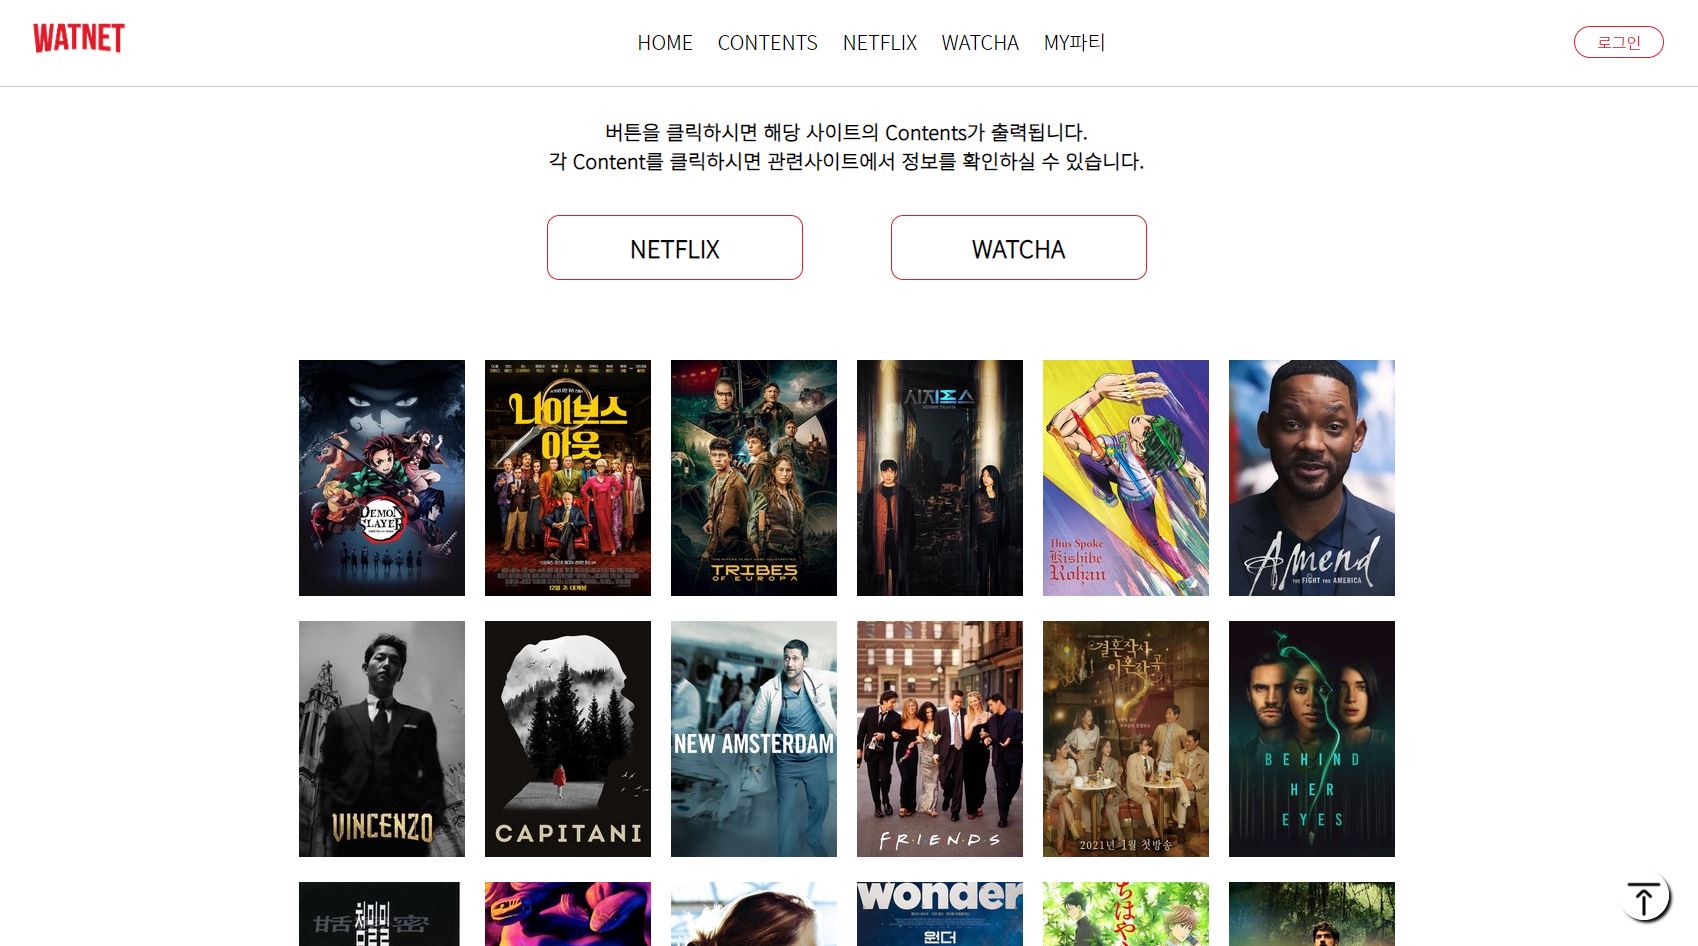 WATNET
HOME CONTENTS NETFLIX WATCHA MY파티
로그인
버튼을 클릭하시면 해당 사이트의 Contents가 출력됩니다.
각 Content를 클릭하시면 관련사이트에서 정보를 확인하실 수 있습니다.
NETFLIX
WATCHA
DEMON
SLAYER
나이브스
아웃
12월 초 대개봉
TRIBES
OF EUROPA
시지프스
Thus Spoke
Kishibe
Rohan
Amend
THE FIGHT FOR AMERICA
VINCENZO
CAPITANI
NEW AMSTERDAM
F·R·I·E·N·D·S
결혼작사
이혼작곡
2021년 1월 첫방송
BEHIND
HER
EYES
wonder
원더
ちはや